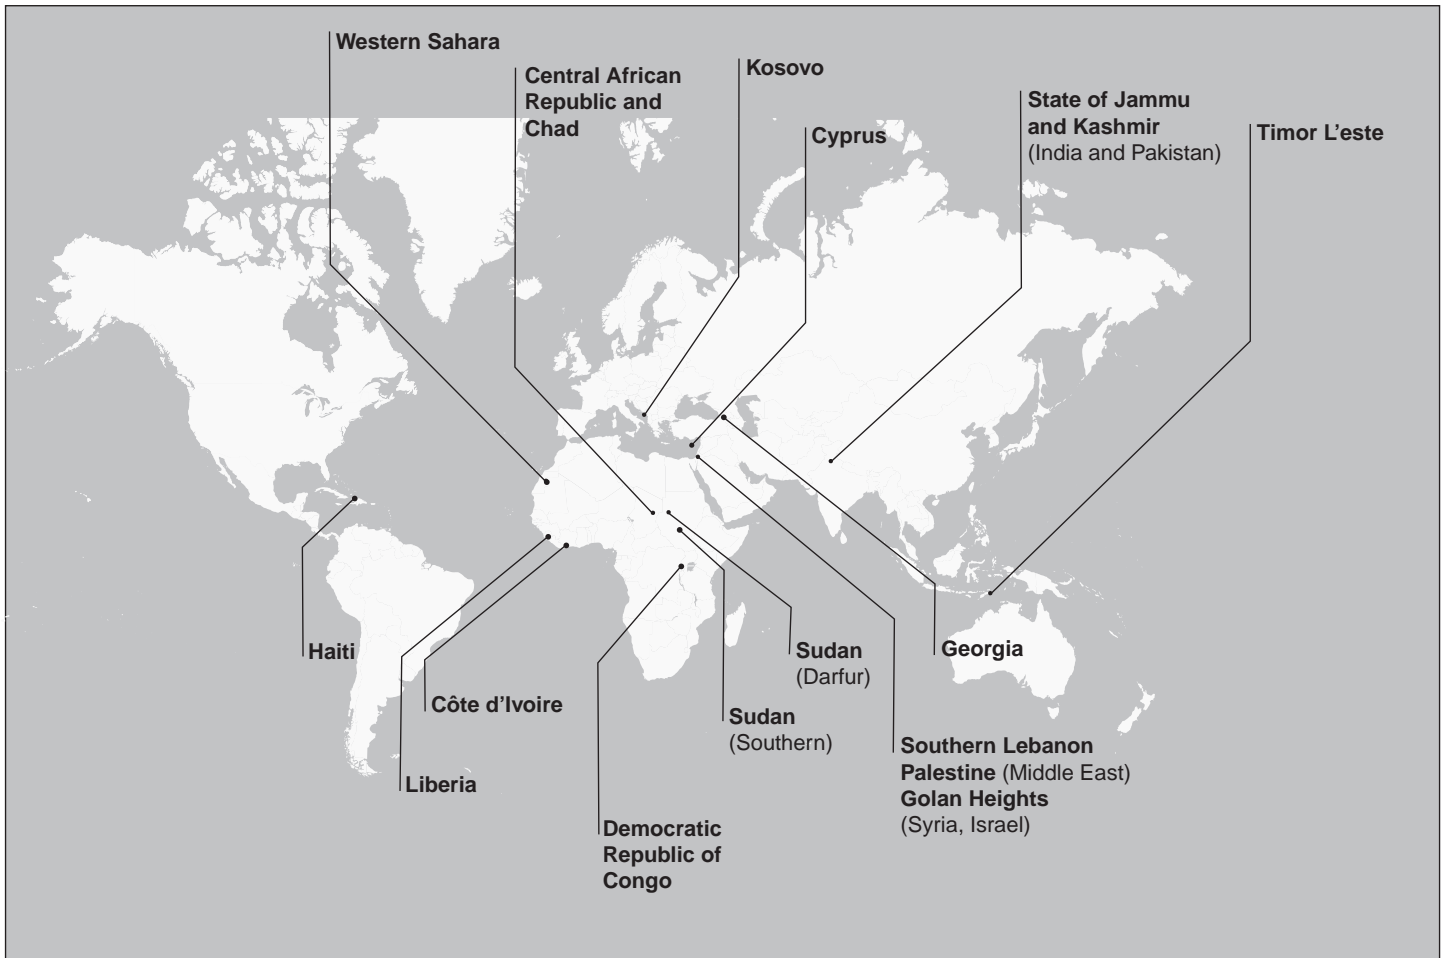 Western Sahara
Central African
Republic and
Chad
Kosovo
Cyprus
State of Jammu
and Kashmir
(India and Pakistan)
Timor L’este
Haiti
Côte d’Ivoire
Liberia
Democratic
Republic of
Congo
Sudan
(Southern)
Sudan
(Darfur)
Georgia
Southern Lebanon
Palestine (Middle East)
Golan Heights
(Syria, Israel)